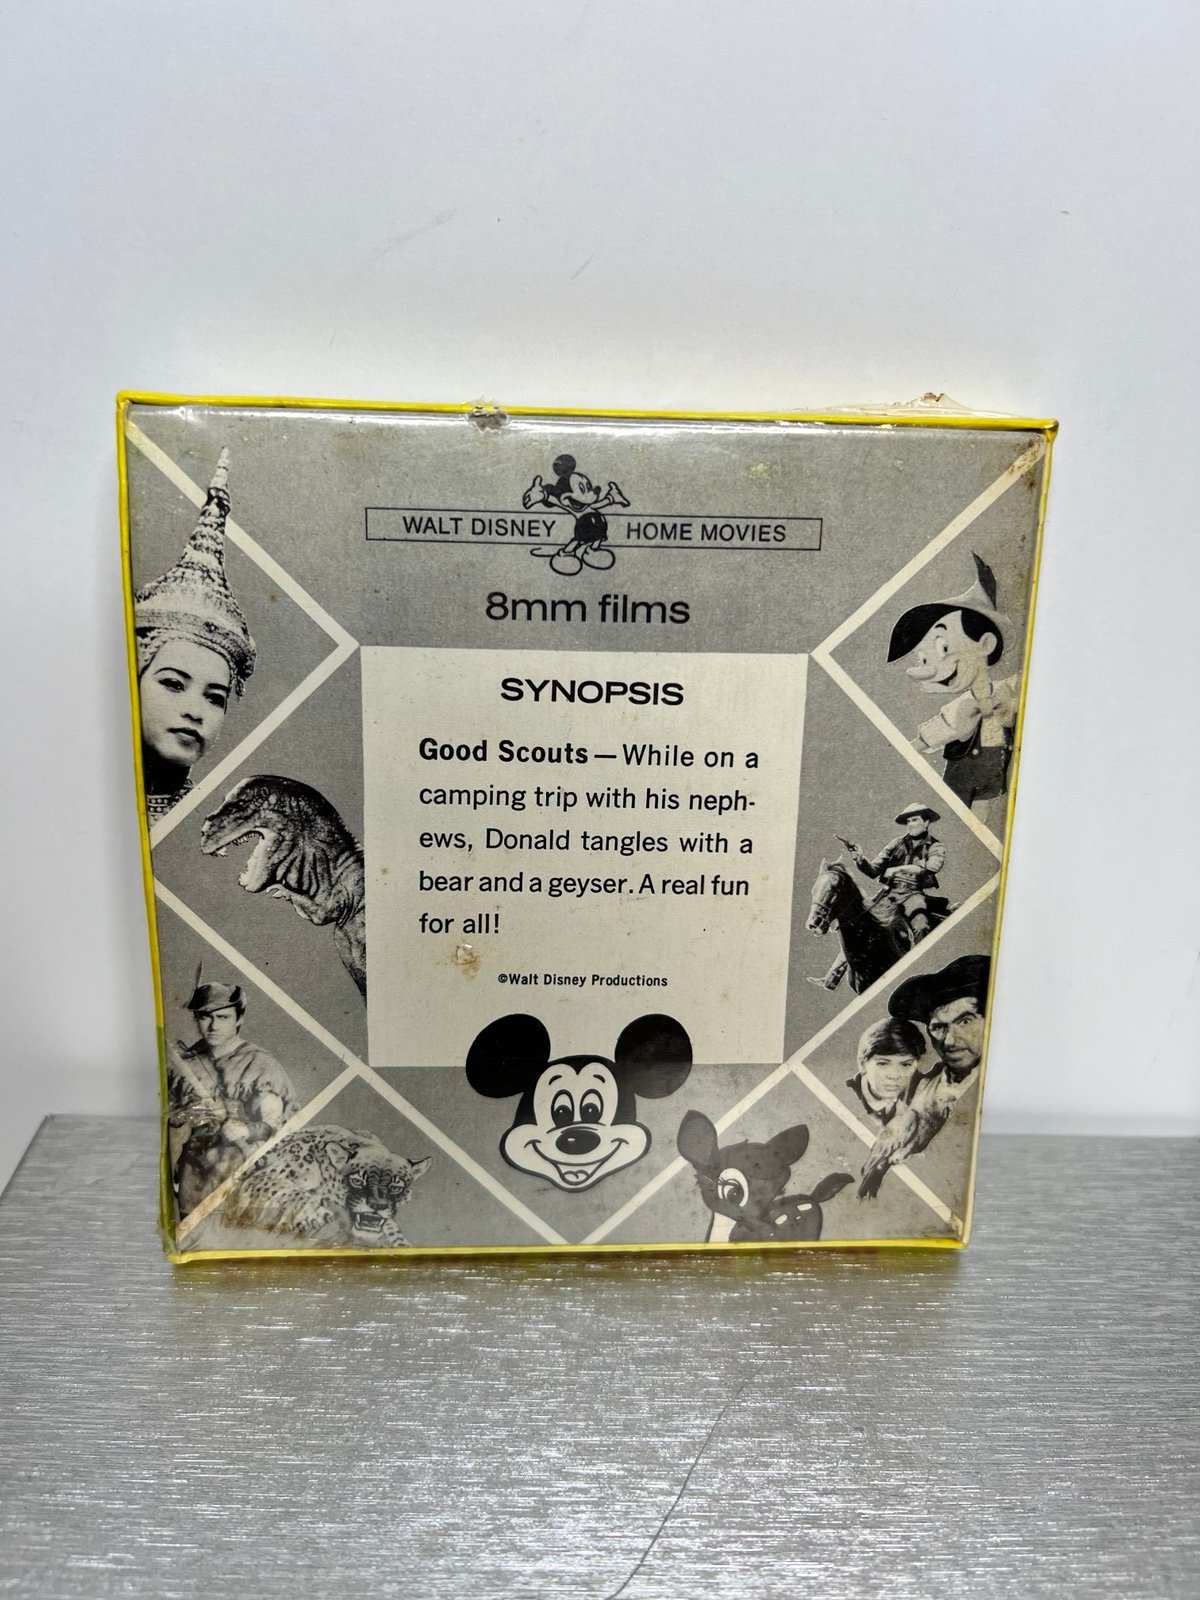 WALT DISNEY HOME MOVIES
8mm films
SYNOPSIS
Good Scouts — While on a
camping trip with his neph-
ews, Donald tangles with a
bear and a geyser. A real fun
for all!
©Walt Disney Productions